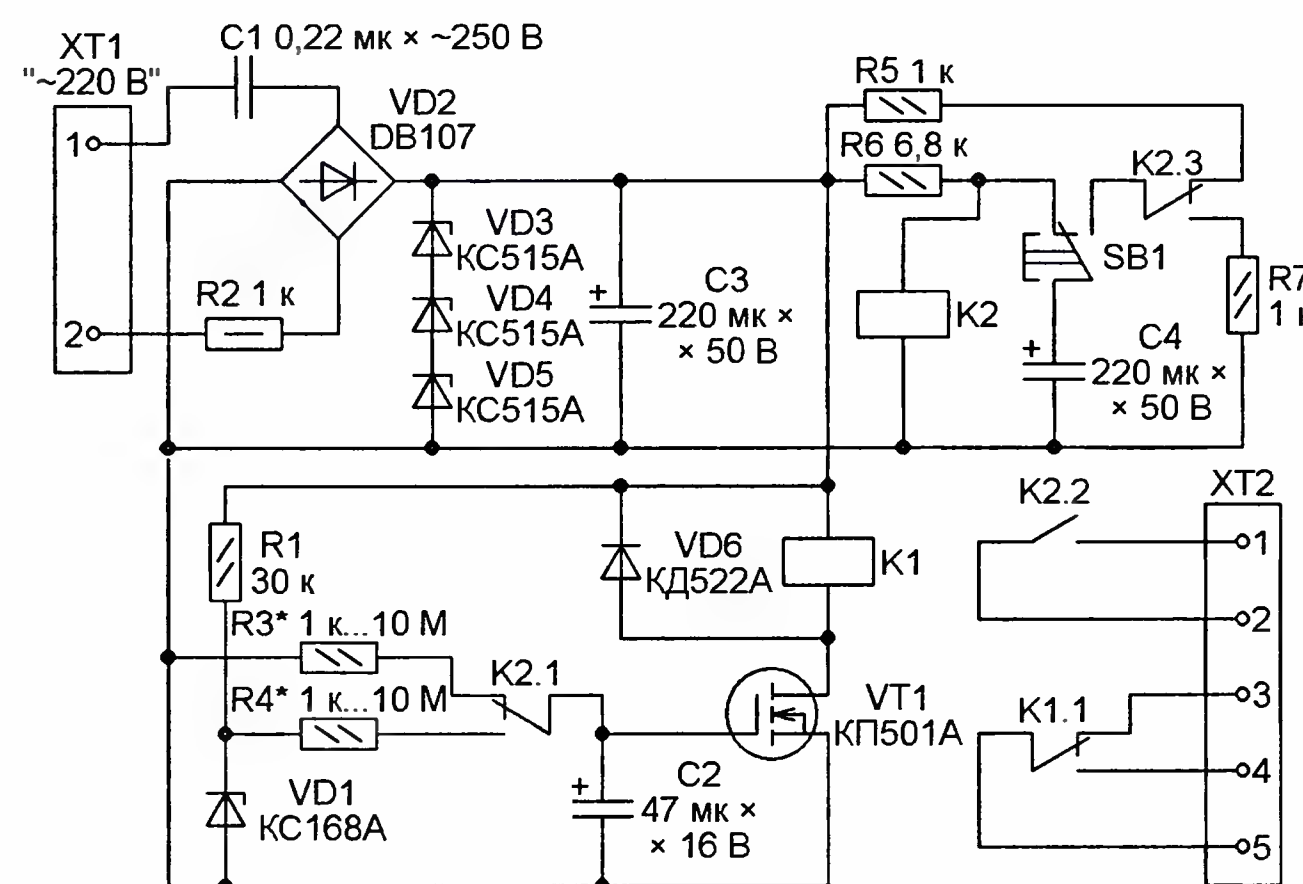 C1 0,22 мк × ~250 В
XT1
"~220 В"
1
2
VD2
DB107
R2 1 к
VD3
КС515А
VD4
КС515А
VD5
КС515А
+
C3
220 мк ×
× 50 В
R5 1 к
R6 6,8 к
K2.3
SB1
K2
+
C4
220 мк ×
× 50 В
R7
R1
30 к
R3* 1 к...10 М
R4* 1 к...10 М
VD1
КС168А
K2.1
VD6
КД522А
K1
VT1
КП501А
+
C2
47 мк ×
× 16 В
K2.2
K1.1
XT2
1
2
3
4
5